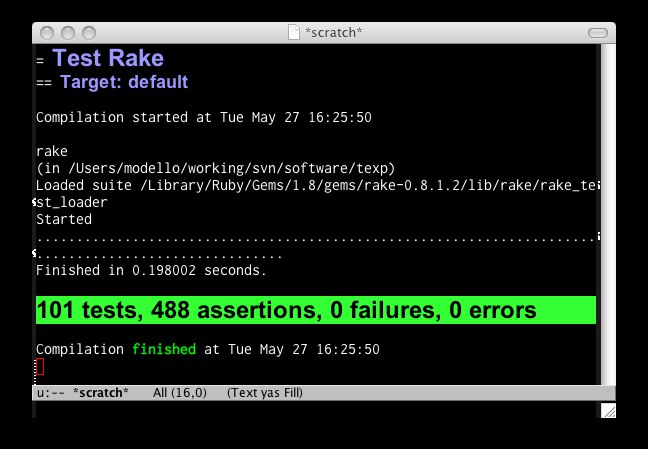 *scratch*
= Test Rake
== Target: default
Compilation started at Tue May 27 16:25:50
rake
(in /Users/modello/working/svn/software/texp)
Loaded suite /Library/Ruby/Gems/1.8/gems/rake-0.8.1.2/lib/rake/rake_te
st_loader
Started
......................................................................
...............................
Finished in 0.198002 seconds.
101 tests, 488 assertions, 0 failures, 0 errors
Compilation finished at Tue May 27 16:25:50
u:-- *scratch* All (16,0) (Text yas Fill)